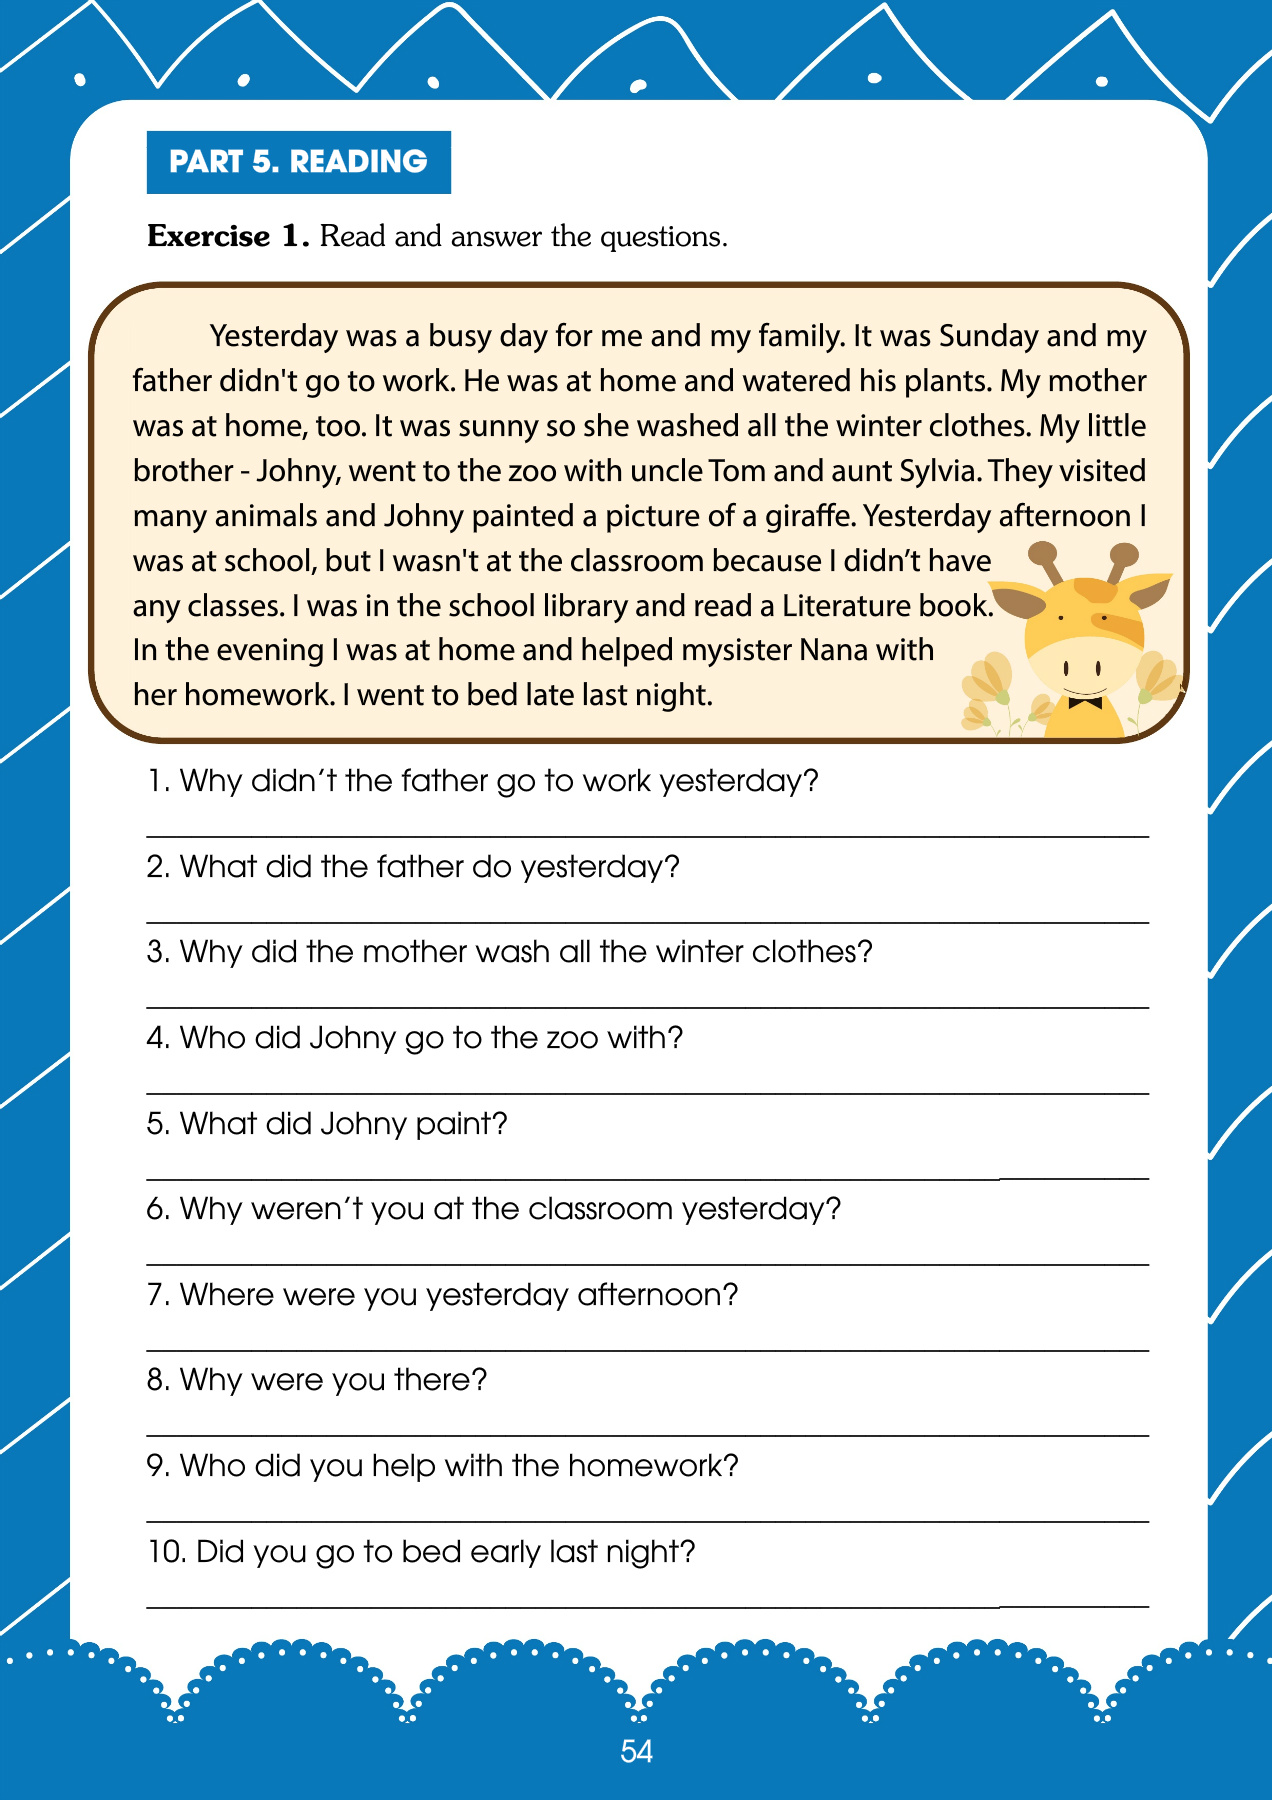 PART 5. READING
Exercise 1. Read and answer the questions.
Yesterday was a busy day for me and my family. It was Sunday and my
father didn't go to work. He was at home and watered his plants. My mother
was at home, too. It was sunny so she washed all the winter clothes. My little
brother - Johny, went to the zoo with uncle Tom and aunt Sylvia. They visited
many animals and Johny painted a picture of a giraffe. Yesterday afternoon I
was at school, but I wasn't at the classroom because I didn’t have
any classes. I was in the school library and read a Literature book.
In the evening I was at home and helped mysister Nana with
her homework. I went to bed late last night.
1. Why didn’t the father go to work yesterday?
2. What did the father do yesterday?
3. Why did the mother wash all the winter clothes?
4. Who did Johny go to the zoo with?
5. What did Johny paint?
6. Why weren’t you at the classroom yesterday?
7. Where were you yesterday afternoon?
8. Why were you there?
9. Who did you help with the homework?
10. Did you go to bed early last night?
54